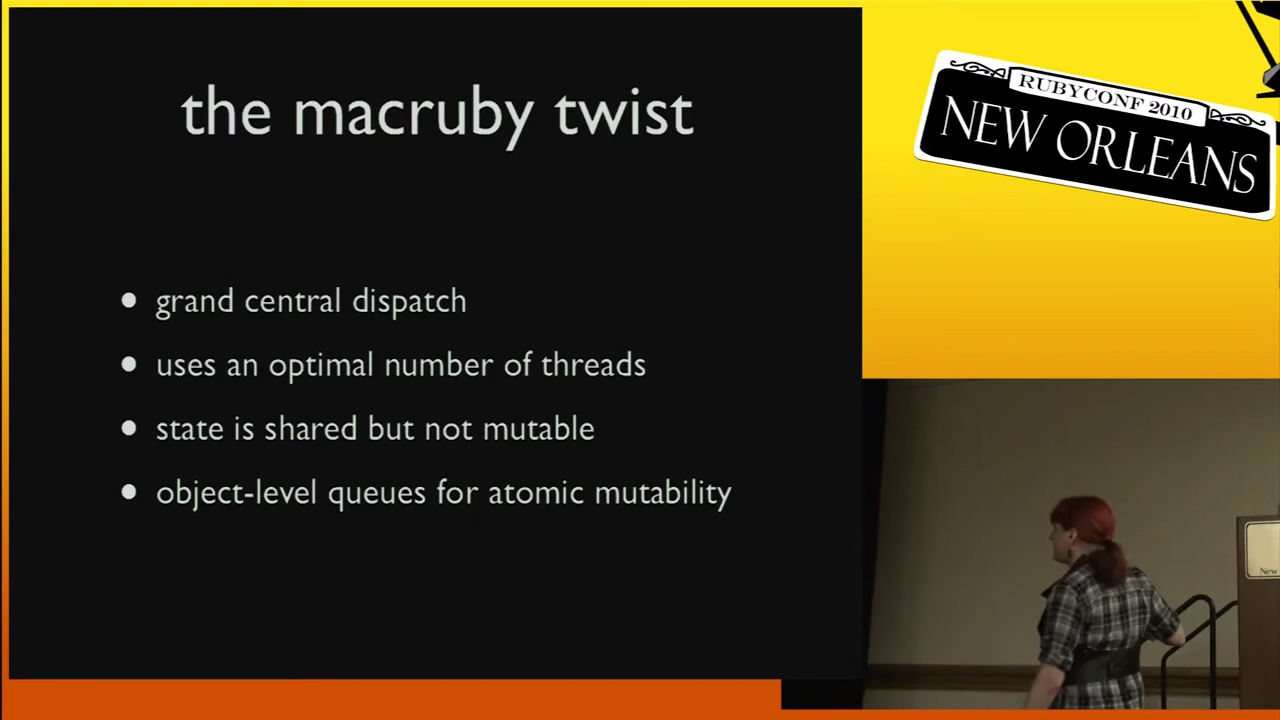 the macruby twist
● grand central dispatch
● uses an optimal number of threads
● state is shared but not mutable
● object-level queues for atomic mutability
RUBYCONF 2010
NEW ORLEANS
New